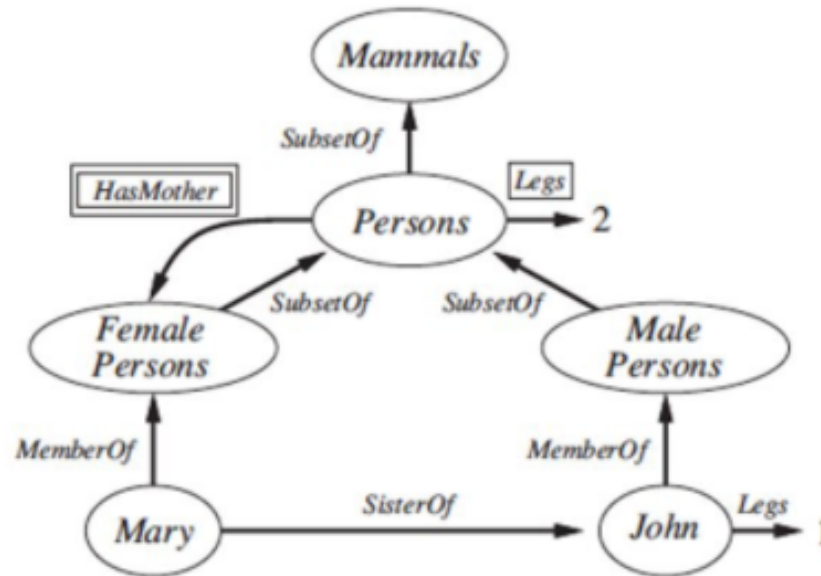 Mammals
SubsetOf
HasMother
Legs
Persons
2
SubsetOf
SubsetOf
Female
Persons
Male
Persons
MemberOf
MemberOf
SisterOf
Legs
Mary
John